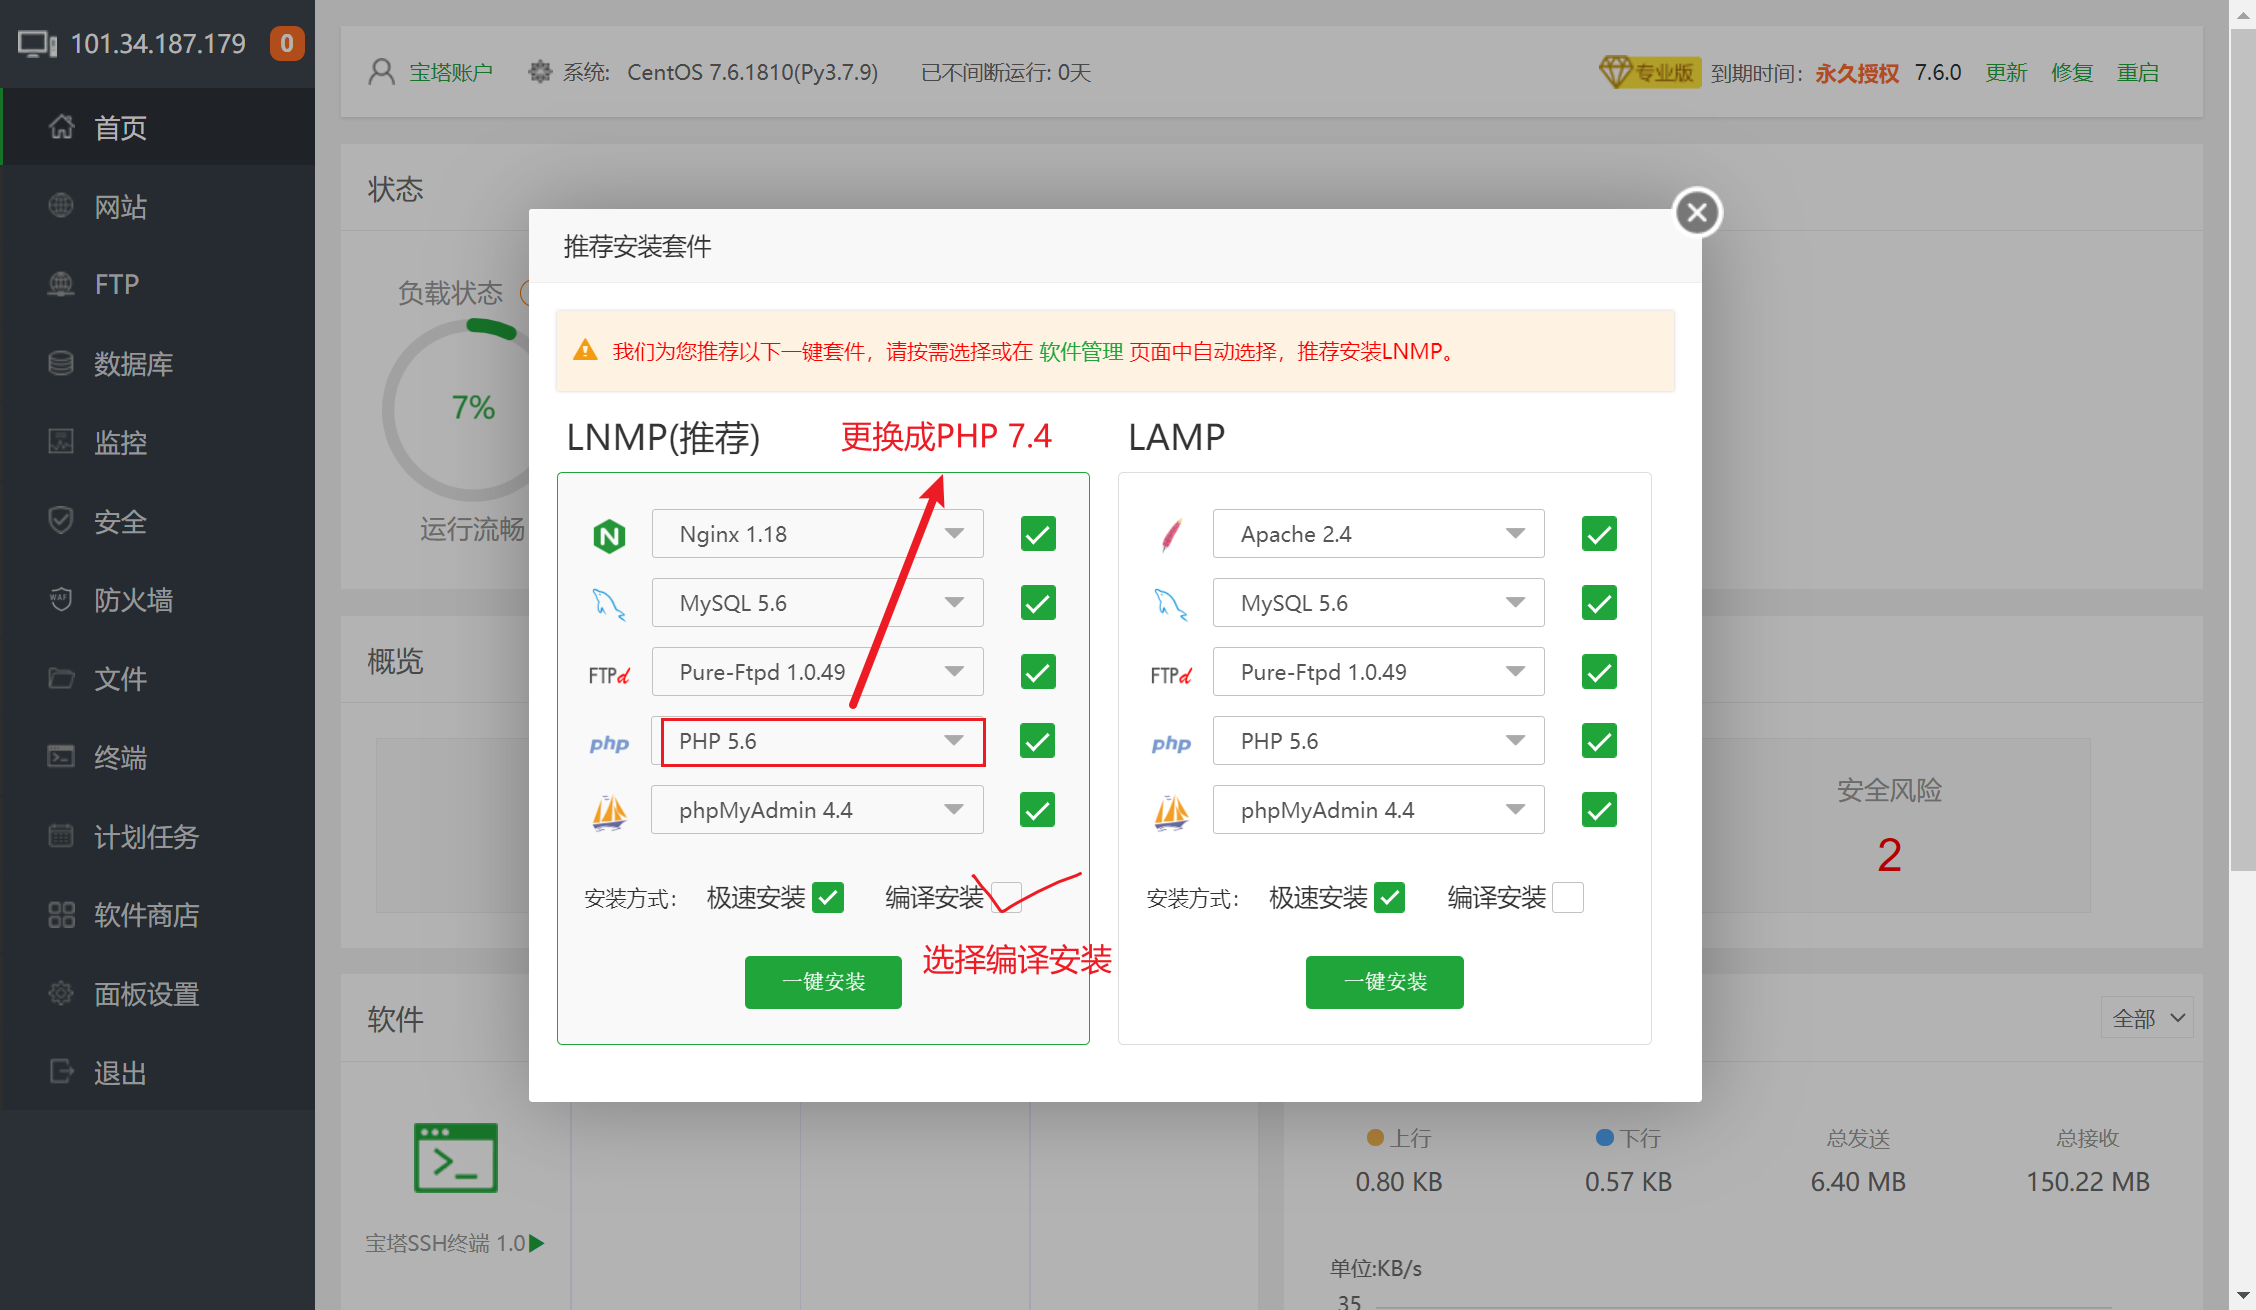 101.34.187.179 0
宝塔账户 系统: CentOS 7.6.1810(Py3.7.9) 已不间断运行: 0天 专业版 到期时间: 永久授权 7.6.0 更新 修复 重启
首页
网站
FTP
数据库
监控
安全
WAF 防火墙
文件
终端
计划任务
软件商店
面板设置
退出
状态
负载状态
7%
运行流畅
概览
安全风险
2
软件
全部
宝塔SSH终端 1.0
上行 下行 总发送 总接收
0.80 KB 0.57 KB 6.40 MB 150.22 MB
单位:KB/s
35
推荐安装套件
我们为您推荐以下一键套件，请按需选择或在 软件管理 页面中自动选择，推荐安装LNMP。
LNMP(推荐) 更换成PHP 7.4
Nginx 1.18
MySQL 5.6
FTPd Pure-Ftpd 1.0.49
php PHP 5.6
phpMyAdmin 4.4
安装方式: 极速安装 编译安装
选择编译安装
一键安装
LAMP
Apache 2.4
MySQL 5.6
FTPd Pure-Ftpd 1.0.49
php PHP 5.6
phpMyAdmin 4.4
安装方式: 极速安装 编译安装
一键安装